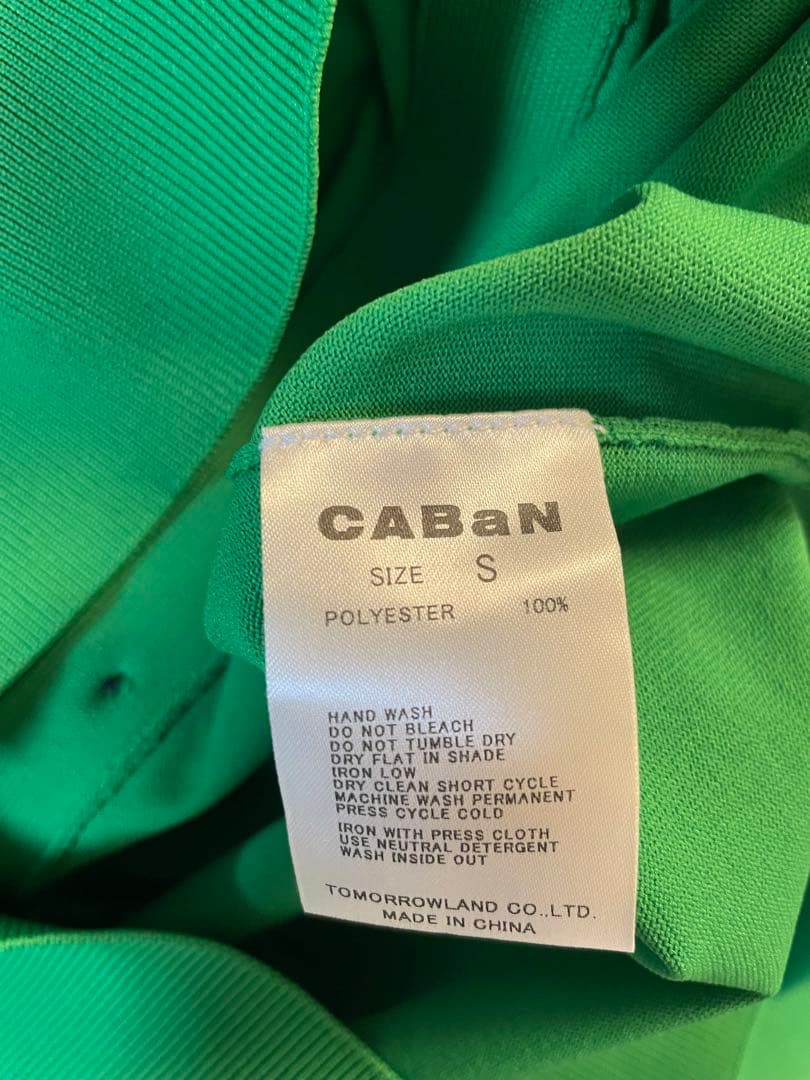 CABaN
SIZE S
POLYESTER 100%
HAND WASH
DO NOT BLEACH
DO NOT TUMBLE DRY
DRY FLAT IN SHADE
IRON LOW
DRY CLEAN SHORT CYCLE
MACHINE WASH PERMANENT
PRESS CYCLE COLD
IRON WITH PRESS CLOTH
USE NEUTRAL DETERGENT
WASH INSIDE OUT
TOMORROWLAND CO.,LTD.
MADE IN CHINA